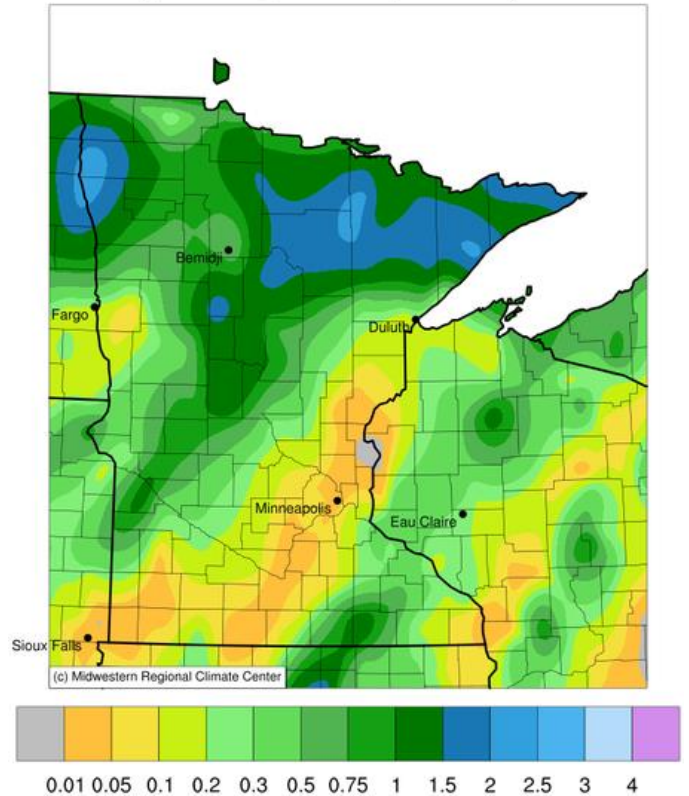 Bemidji
Fargo
Duluth
Minneapolis
Eau Claire
Sioux Falls
(c) Midwestern Regional Climate Center
0.01 0.05 0.1 0.2 0.3 0.5 0.75 1 1.5 2 2.5 3 4